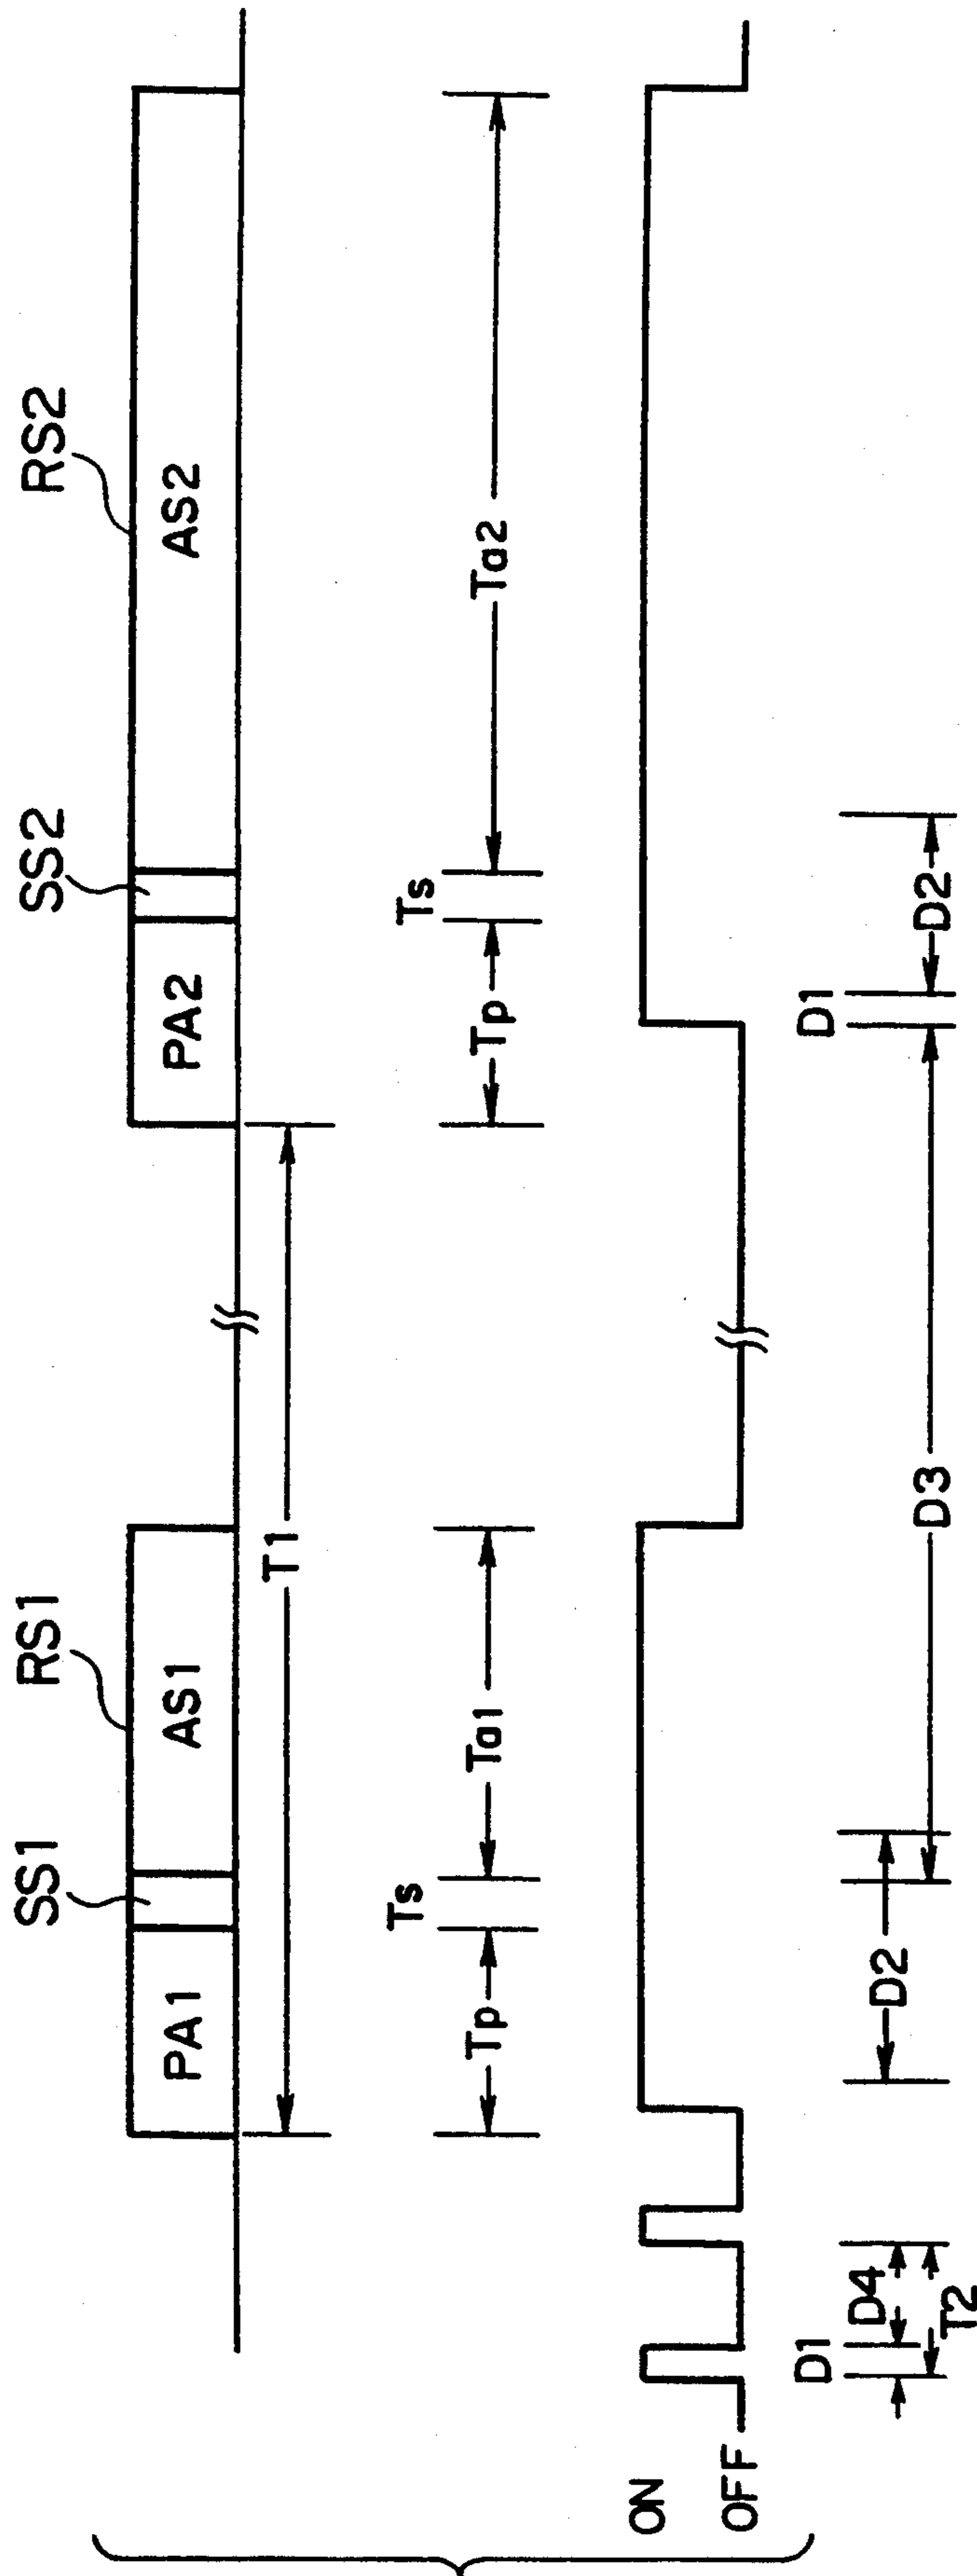 SS1 RS1 SS2 RS2
PA1 AS1 PA2 AS2
T1
Ts Ts
Tp Ta1 Tp Ta2
ON
OFF
D1 D1
D4 D2
T2 D3 D2